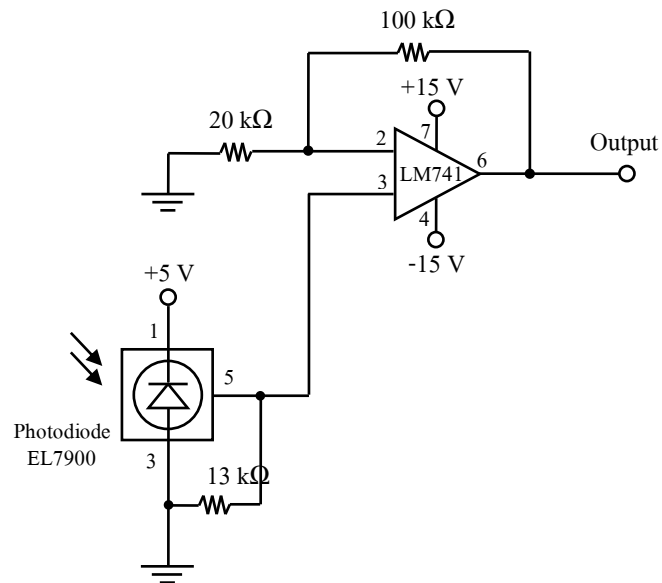 100 kΩ
+15 V
20 kΩ
7
Output
2
6
LM741
3
4
-15 V
+5 V
1
5
Photodiode
EL7900
3
13 kΩ